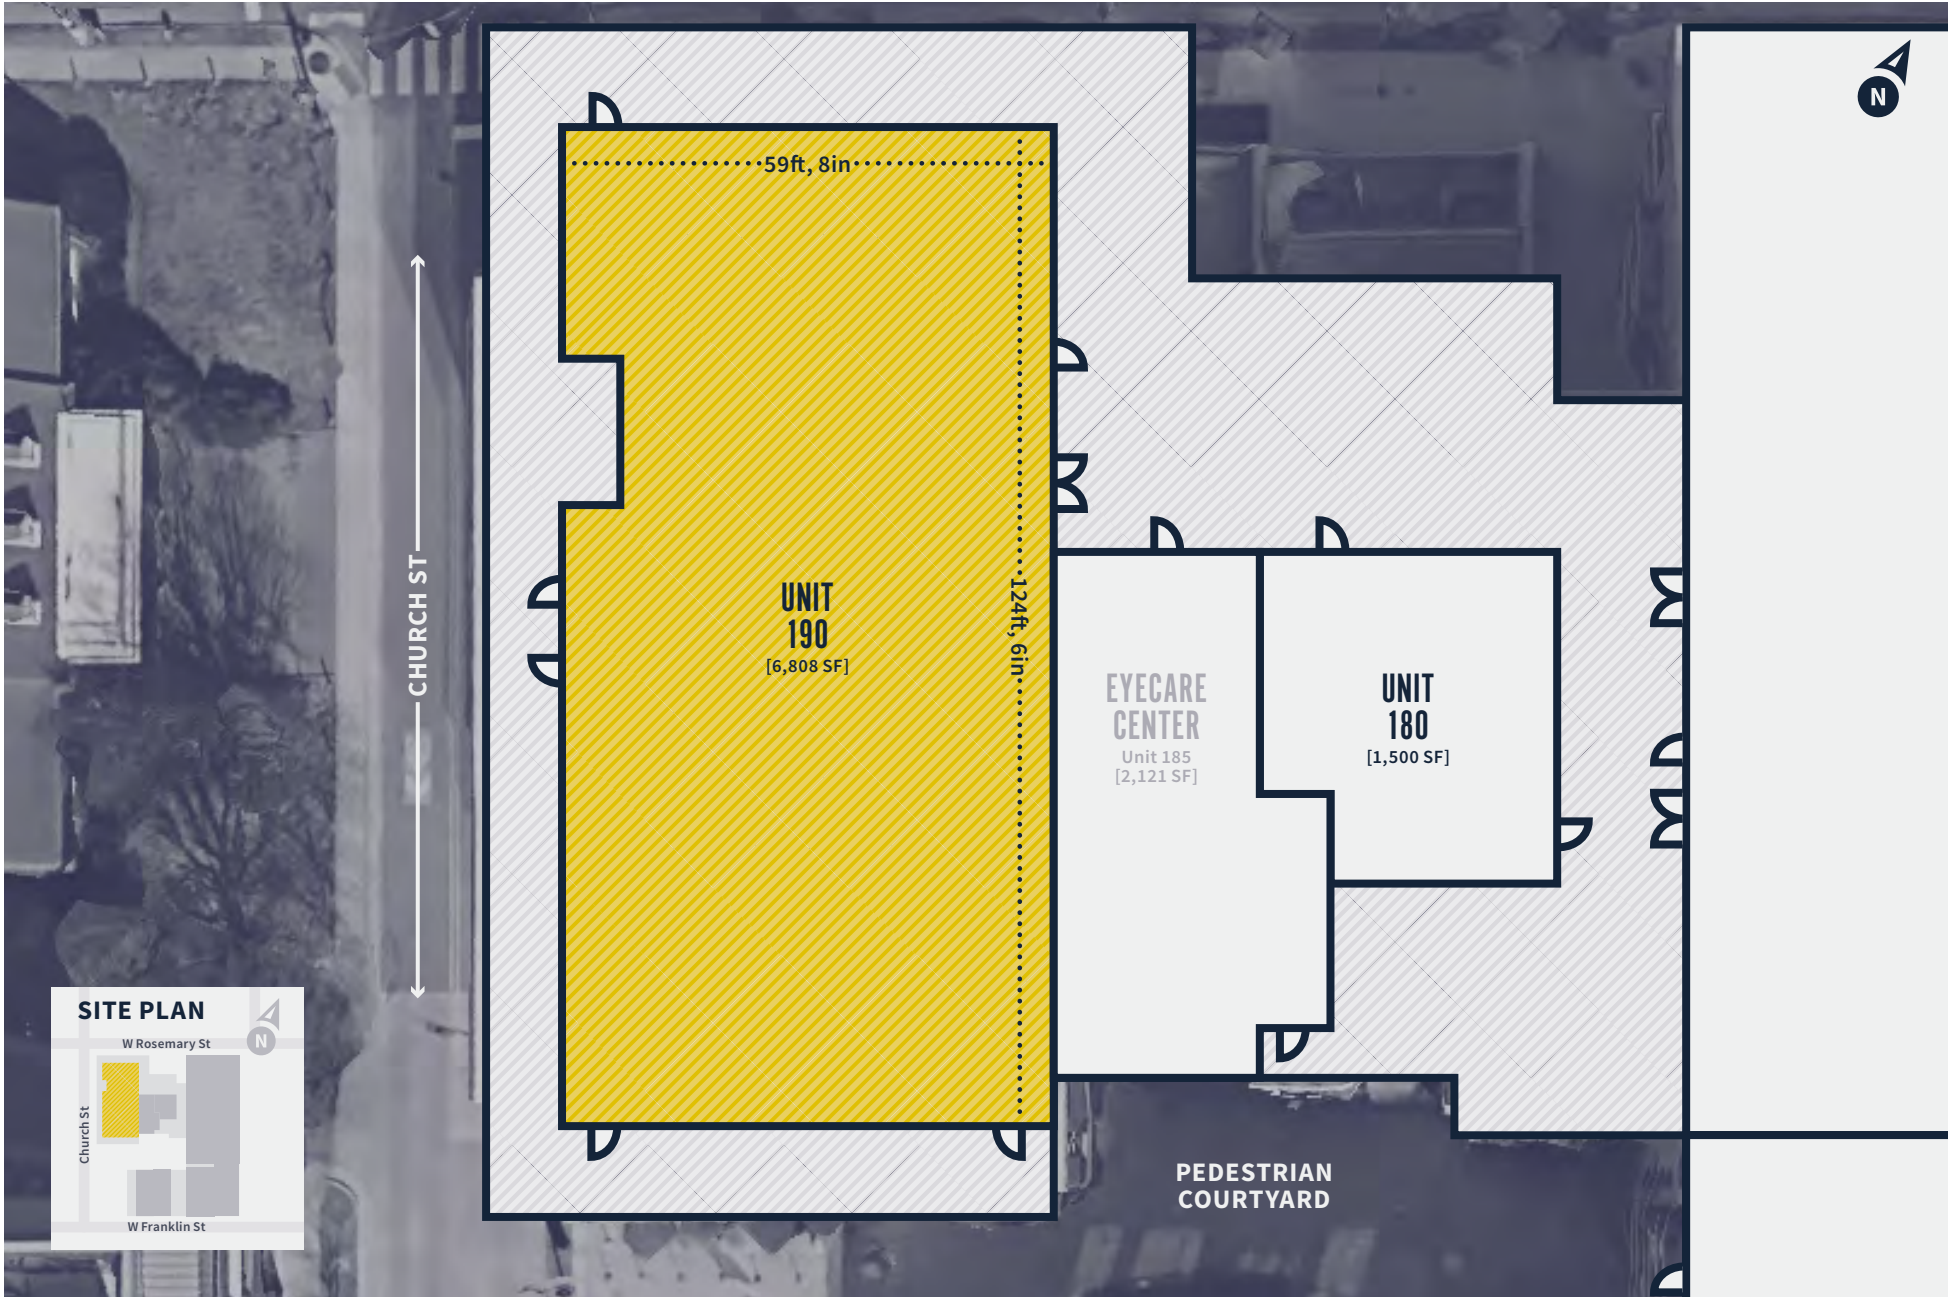 N
59ft, 8in
124ft, 6in
CHURCH ST
UNIT
190
[6,808 SF]
EYECARE
CENTER
Unit 185
[2,121 SF]
UNIT
180
[1,500 SF]
PEDESTRIAN
COURTYARD
SITE PLAN
N
W Rosemary St
Church St
W Franklin St